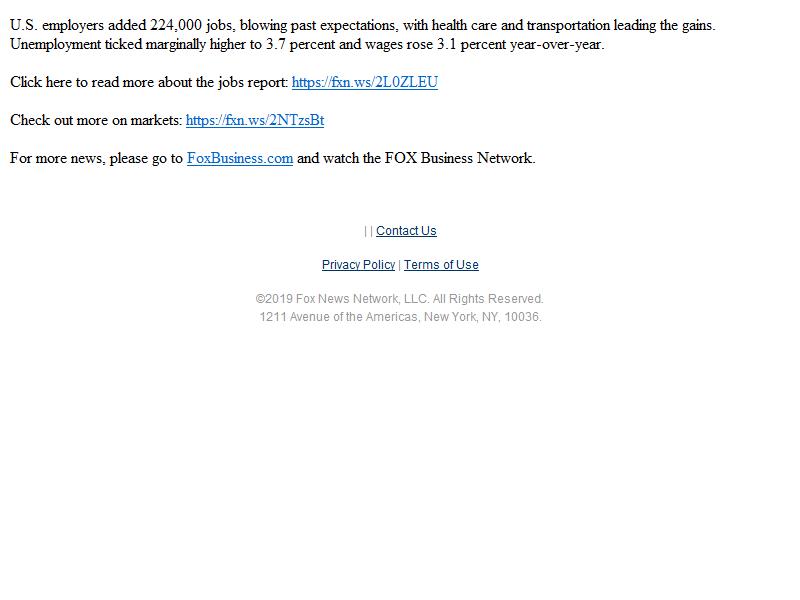 U.S. employers added 224,000 jobs, blowing past expectations, with health care and transportation leading the gains.
Unemployment ticked marginally higher to 3.7 percent and wages rose 3.1 percent year-over-year.
Click here to read more about the jobs report: https://fxn.ws/2L0ZLEU
Check out more on markets: https://fxn.ws/2NTzsBt
For more news, please go to FoxBusiness.com and watch the FOX Business Network.
| | Contact Us
Privacy Policy | Terms of Use
©2019 Fox News Network, LLC. All Rights Reserved.
1211 Avenue of the Americas, New York, NY, 10036.